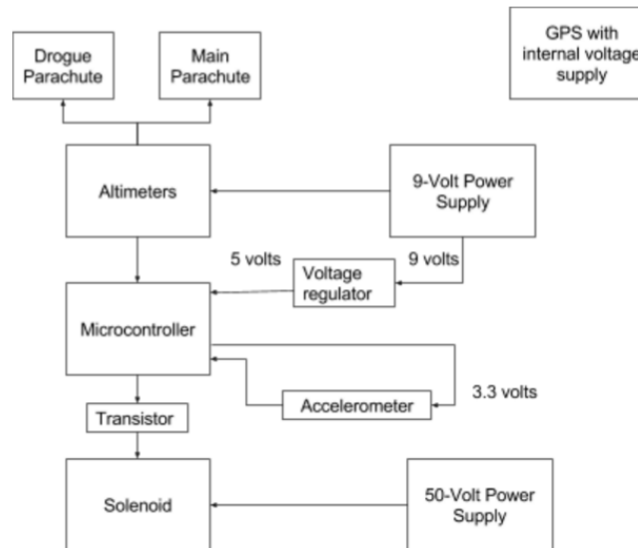 Drogue
Parachute
Main
Parachute
GPS with
internal voltage
supply
Altimeters
9-Volt Power
Supply
5 volts
Voltage
regulator
9 volts
Microcontroller
Accelerometer
3.3 volts
Transistor
Solenoid
50-Volt Power
Supply